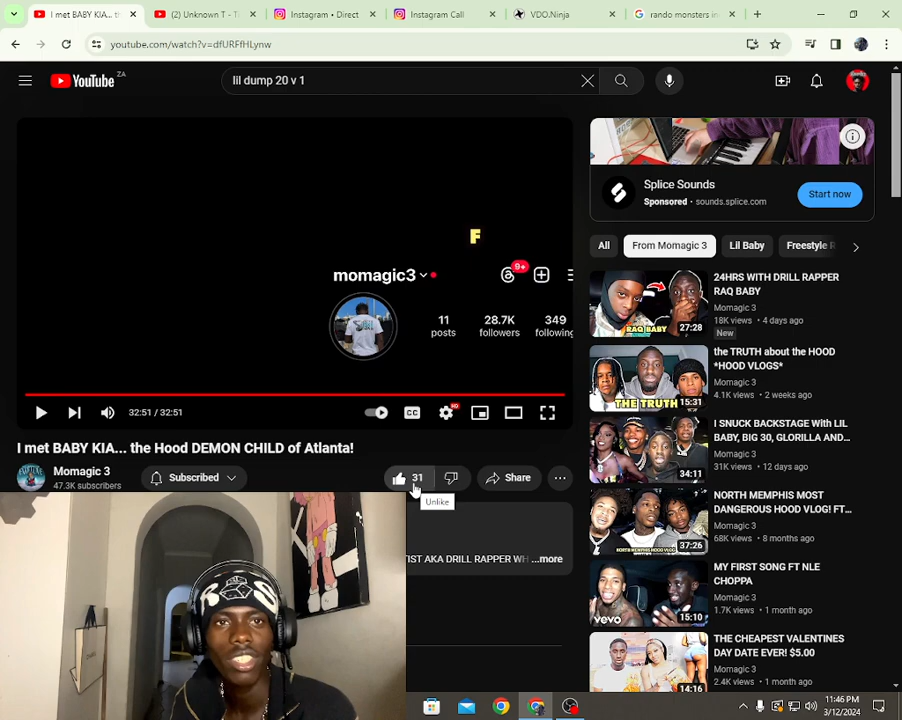 I met BABY KIA... the H
(2) Unknown T - T
Instagram • Direct
Instagram Call
VDO.Ninja
rando monsters in
youtube.com/watch?v=dfURFfHLynw
YouTube ZA
lil dump 20 v 1
F
momagic3
9+
11
posts
28.7K
followers
349
following
32:51 / 32:51
CC
HD
I met BABY KIA... the Hood DEMON CHILD of Atlanta!
Momagic 3
47.3K subscribers
Subscribed
31
Share
Unlike
TIST AKA DRILL RAPPER WH ...more
Splice Sounds
Sponsored • sounds.splice.com
Start now
All
From Momagic 3
Lil Baby
Freestyle R
RAQ BABY
27:28
24HRS WITH DRILL RAPPER
RAQ BABY
Momagic 3
18K views • 4 days ago
New
THE TRUTH
15:31
the TRUTH about the HOOD
*HOOD VLOGS*
Momagic 3
4.1K views • 2 weeks ago
34:11
I SNUCK BACKSTAGE With LIL
BABY, BIG 30, GLORILLA AND...
Momagic 3
31K views • 12 days ago
37:26
NORTH MEMPHIS MOST
DANGEROUS HOOD VLOG! FT...
Momagic 3
68K views • 8 months ago
vevo
15:10
MY FIRST SONG FT NLE
CHOPPA
Momagic 3
1.7K views • 1 month ago
14:16
THE CHEAPEST VALENTINES
DAY DATE EVER! $5.00
Momagic 3
2.4K views • 1 month ago
11:46 PM
3/12/2024